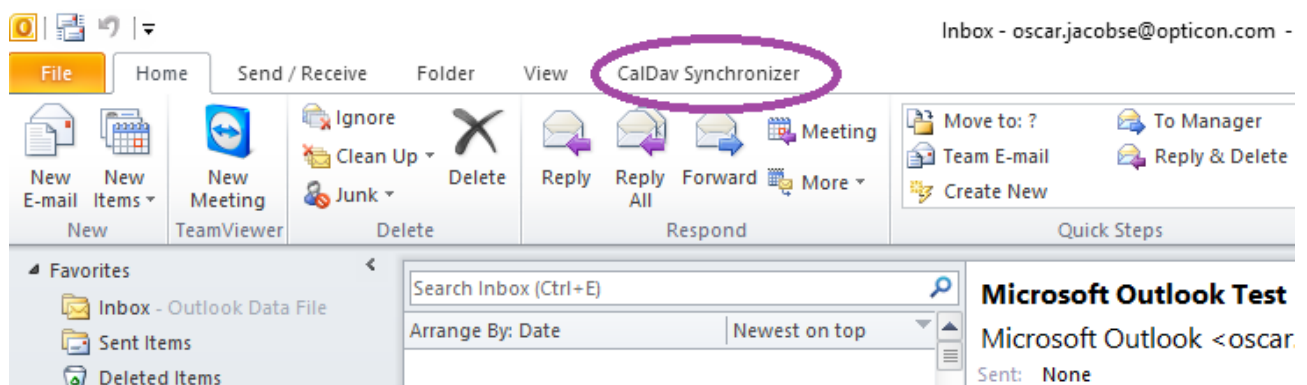 Inbox - oscar.jacobse@opticon.com -
File Home Send / Receive Folder View CalDav Synchronizer
Ignore Meeting Move to: ? To Manager
Clean Up Team E-mail Reply & Delete
New New New Delete Reply Reply Forward More
E-mail Items Meeting Junk All Create New
New TeamViewer Delete Respond Quick Steps
Favorites
Search Inbox (Ctrl+E)
Microsoft Outlook Test
Inbox - Outlook Data File
Arrange By: Date Newest on top
Microsoft Outlook <oscar.
Sent Items
Sent: None
Deleted Items